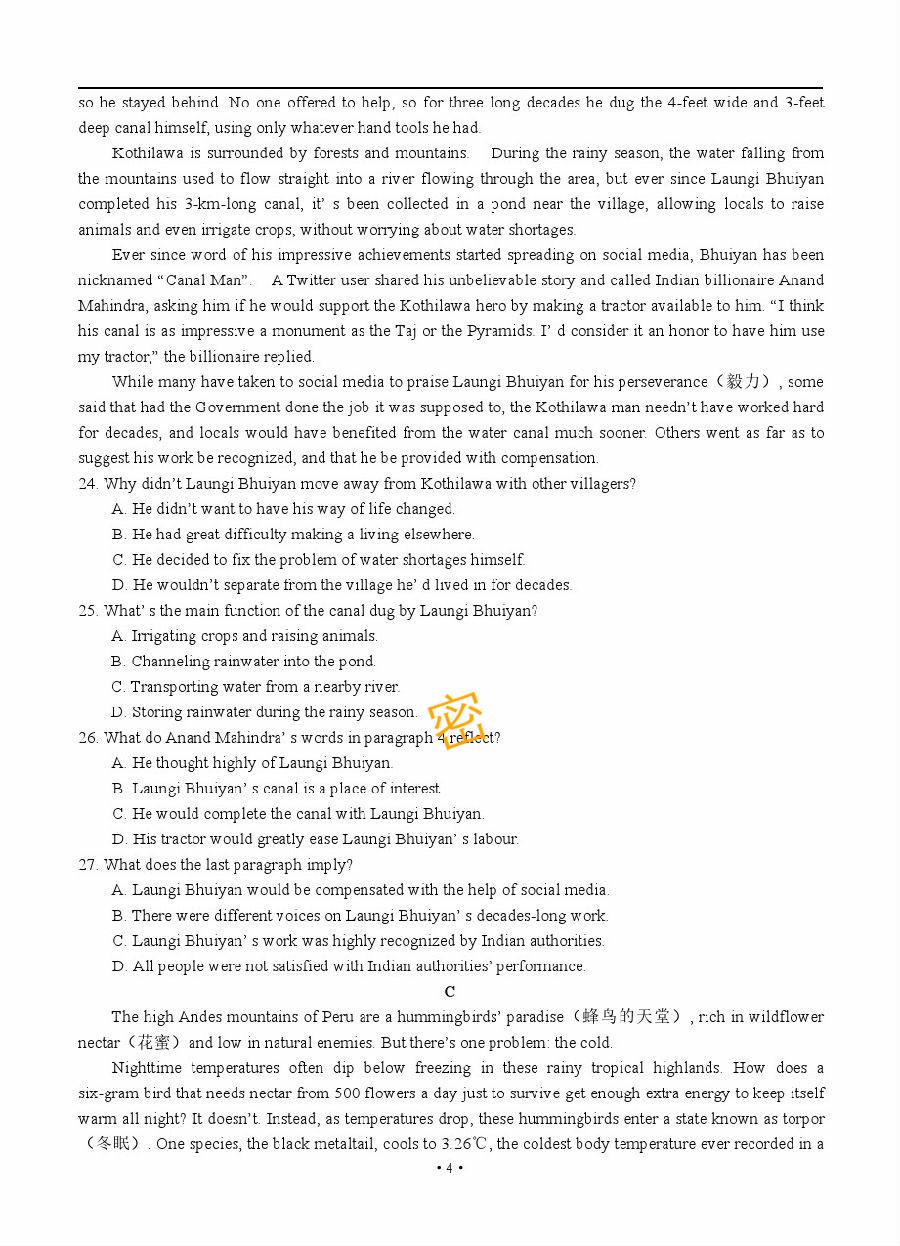 so he stayed behind. No one offered to help, so for three long decades he dug the 4-feet wide and 3-feet
deep canal himself, using only whatever hand tools he had.
Kothilawa is surrounded by forests and mountains. During the rainy season, the water falling from
the mountains used to flow straight into a river flowing through the area, but ever since Laungi Bhuiyan
completed his 3-km-long canal, it’ s been collected in a pond near the village, allowing locals to raise
animals and even irrigate crops, without worrying about water shortages.
Ever since word of his impressive achievements started spreading on social media, Bhuiyan has been
nicknamed “Canal Man”. A Twitter user shared his unbelievable story and called Indian billionaire Anand
Mahindra, asking him if he would support the Kothilawa hero by making a tractor available to him. “I think
his canal is as impressive a monument as the Taj or the Pyramids. I’ d consider it an honor to have him use
my tractor,” the billionaire replied.
While many have taken to social media to praise Laungi Bhuiyan for his perseverance（毅力）, some
said that had the Government done the job it was supposed to, the Kothilawa man needn’t have worked hard
for decades, and locals would have benefited from the water canal much sooner. Others went as far as to
suggest his work be recognized, and that he be provided with compensation.
24. Why didn’t Laungi Bhuiyan move away from Kothilawa with other villagers?
A. He didn’t want to have his way of life changed.
B. He had great difficulty making a living elsewhere.
C. He decided to fix the problem of water shortages himself.
D. He wouldn’t separate from the village he’ d lived in for decades.
25. What’ s the main function of the canal dug by Laungi Bhuiyan?
A. Irrigating crops and raising animals.
B. Channeling rainwater into the pond.
C. Transporting water from a nearby river.
D. Storing rainwater during the rainy season.
密
26. What do Anand Mahindra’ s words in paragraph 4 reflect?
A. He thought highly of Laungi Bhuiyan.
B. Laungi Bhuiyan’ s canal is a place of interest.
C. He would complete the canal with Laungi Bhuiyan.
D. His tractor would greatly ease Laungi Bhuiyan’ s labour.
27. What does the last paragraph imply?
A. Laungi Bhuiyan would be compensated with the help of social media.
B. There were different voices on Laungi Bhuiyan’ s decades-long work.
C. Laungi Bhuiyan’ s work was highly recognized by Indian authorities.
D. All people were not satisfied with Indian authorities’ performance.
C
The high Andes mountains of Peru are a hummingbirds’ paradise（蜂鸟的天堂）, rich in wildflower
nectar（花蜜）and low in natural enemies. But there’s one problem: the cold.
Nighttime temperatures often dip below freezing in these rainy tropical highlands. How does a
six-gram bird that needs nectar from 500 flowers a day just to survive get enough extra energy to keep itself
warm all night? It doesn’t. Instead, as temperatures drop, these hummingbirds enter a state known as torpor
（冬眠）. One species, the black metaltail, cools to 3.26℃, the coldest body temperature ever recorded in a
• 4 •